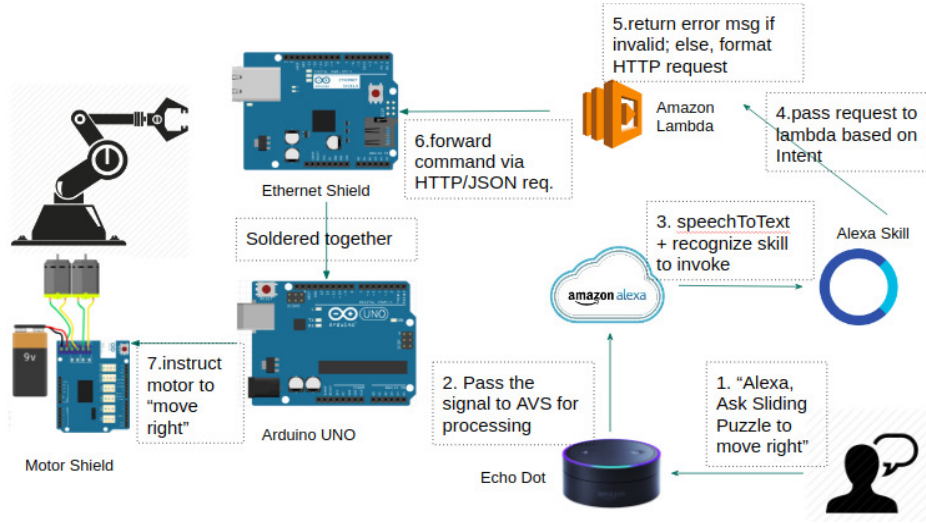 5.return error msg if
invalid; else, format
HTTP request
Amazon
Lambda
4.pass request to
lambda based on
Intent
6.forward
command via
HTTP/JSON req.
Ethernet Shield
Soldered together
3. speechToText
+ recognize skill
to invoke
Alexa Skill
amazon alexa
UNO
Arduino
9v
7.instruct
motor to
“move
right”
Arduino UNO
Motor Shield
2. Pass the
signal to AVS for
processing
1. “Alexa,
Ask Sliding
Puzzle to
move right”
Echo Dot
amazon